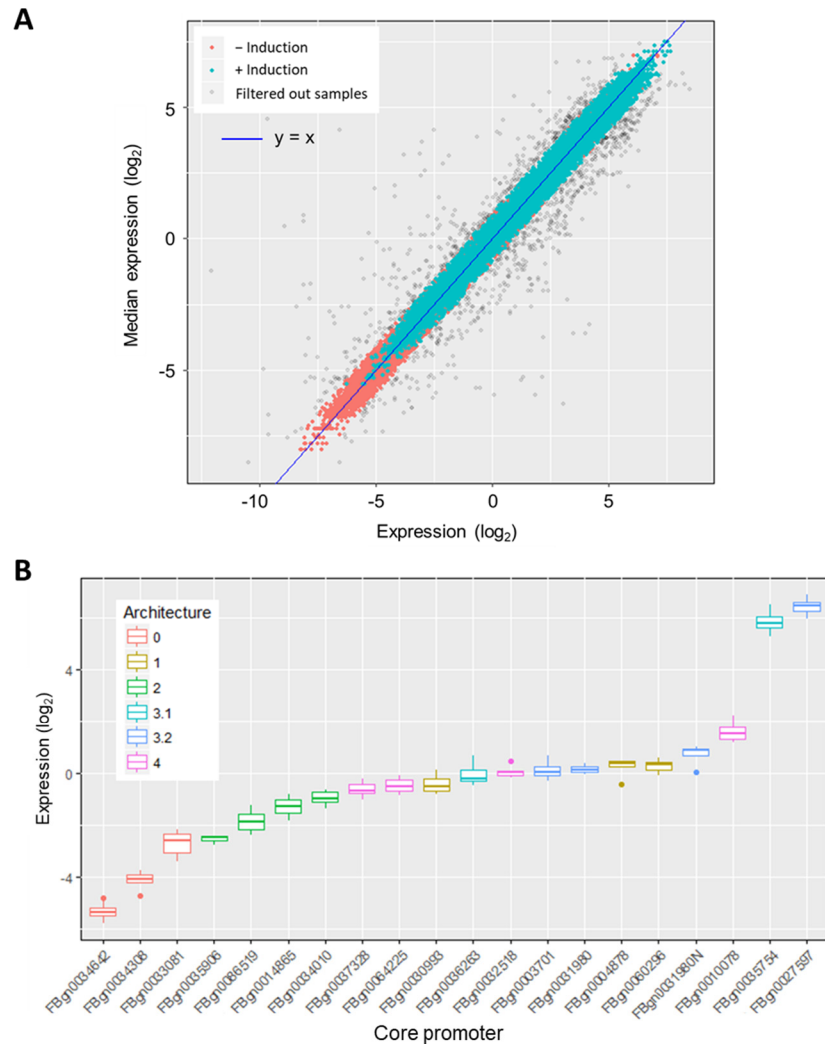 A
− Induction
+ Induction
Filtered out samples
y = x
5
0
-5
Median expression (log2)
-10
-5
0
5
Expression (log2)
B
Architecture
0
1
2
3.1
3.2
4
4
0
-4
Expression (log2)
FBgn0034642
FBgn0034308
FBgn0033081
FBgn0035906
FBgn0086519
FBgn0014865
FBgn0034010
FBgn0037328
FBgn0064225
FBgn0030993
FBgn0036263
FBgn0032518
FBgn0003701
FBgn0031980
FBgn0004878
FBgn0060296
FBgn0031980N
FBgn0010078
FBgn0035754
FBgn0027597
Core promoter